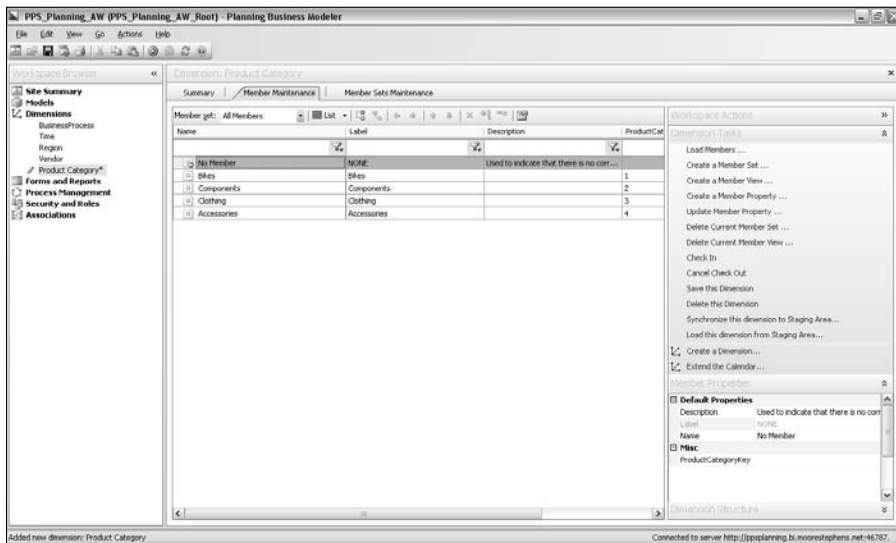 PPS_Planning_AW (PPS_Planning_AW_Root) - Planning Business Modeler
File Edit View Go Actions Help
Workspace Browser
Dimension: Product Category
Site Summary
Models
Dimensions
BusinessProcess
Time
Region
Vendor
Product Category*
Forms and Reports
Process Management
Security and Roles
Associations
Summary Member Maintenance Member Sets Maintenance
Member get: All Members List
Name Label Description ProductCat
No Member NONE Used to indicate that there is no corr...
Bikes Bikes 1
Components Components 2
Clothing Clothing 3
Accessories Accessories 4
Workspace Actions
Dimension Tasks
Load Members ...
Create a Member Set ...
Create a Member View ...
Create a Member Property ...
Update Member Property ...
Delete Current Member Set ...
Delete Current Member View ...
Check In
Cancel Check Out
Save this Dimension
Delete this Dimension
Synchronize this dimension to Staging Area...
Load this dimension from Staging Area...
Create a Dimension...
Extend the Calendar...
Member Properties
Default Properties
Description Used to indicate that there is no corr
Label NONE
Name No Member
Misc
ProductCategoryKey
Dimension Structure
Added new dimension: Product Category
Connected to server http://ppsplanning.bi.moorestephens.net:46787.